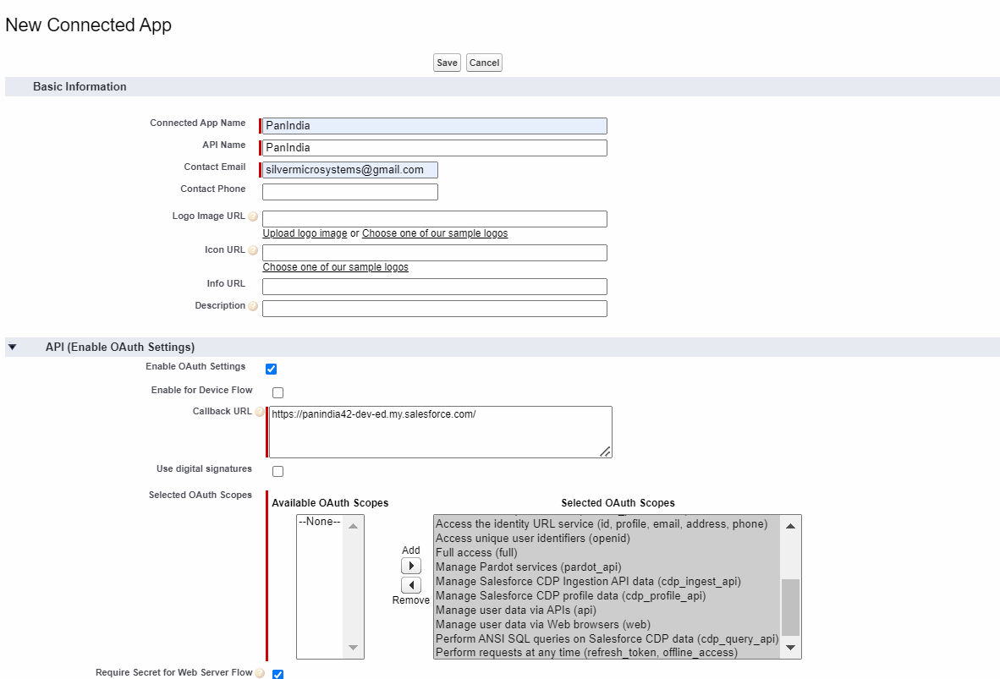 New Connected App
Save Cancel
Basic Information
Connected App Name PanIndia
API Name PanIndia
Contact Email silvermicrosystems@gmail.com
Contact Phone
Logo Image URL ?
Upload logo image or Choose one of our sample logos
Icon URL ?
Choose one of our sample logos
Info URL
Description ?
API (Enable OAuth Settings)
Enable OAuth Settings
Enable for Device Flow
Callback URL ? https://panindia42-dev-ed.my.salesforce.com/
Use digital signatures
Selected OAuth Scopes
Available OAuth Scopes
--None--
Add
Remove
Selected OAuth Scopes
Access the identity URL service (id, profile, email, address, phone)
Access unique user identifiers (openid)
Full access (full)
Manage Pardot services (pardot_api)
Manage Salesforce CDP Ingestion API data (cdp_ingest_api)
Manage Salesforce CDP profile data (cdp_profile_api)
Manage user data via APIs (api)
Manage user data via Web browsers (web)
Perform ANSI SQL queries on Salesforce CDP data (cdp_query_api)
Perform requests at any time (refresh_token, offline_access)
Require Secret for Web Server Flow ?